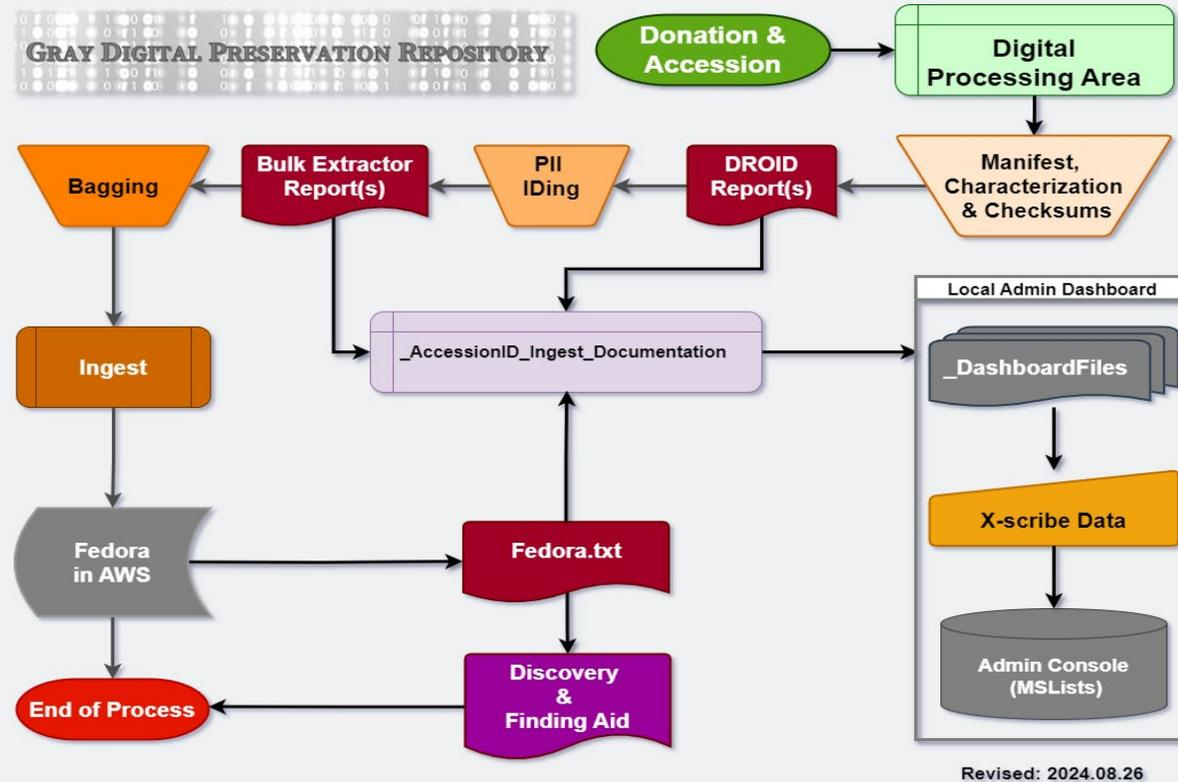 GRAY DIGITAL PRESERVATION REPOSITORY
Donation &
Accession
Digital
Processing Area
Manifest,
Characterization
& Checksums
DROID
Report(s)
PII
IDing
Bulk Extractor
Report(s)
Bagging
Ingest
_AccessionID_Ingest_Documentation
Local Admin Dashboard
_DashboardFiles
X-scribe Data
Admin Console
(MSLists)
Fedora
in AWS
Fedora.txt
Discovery
&
Finding Aid
End of Process
Revised: 2024.08.26